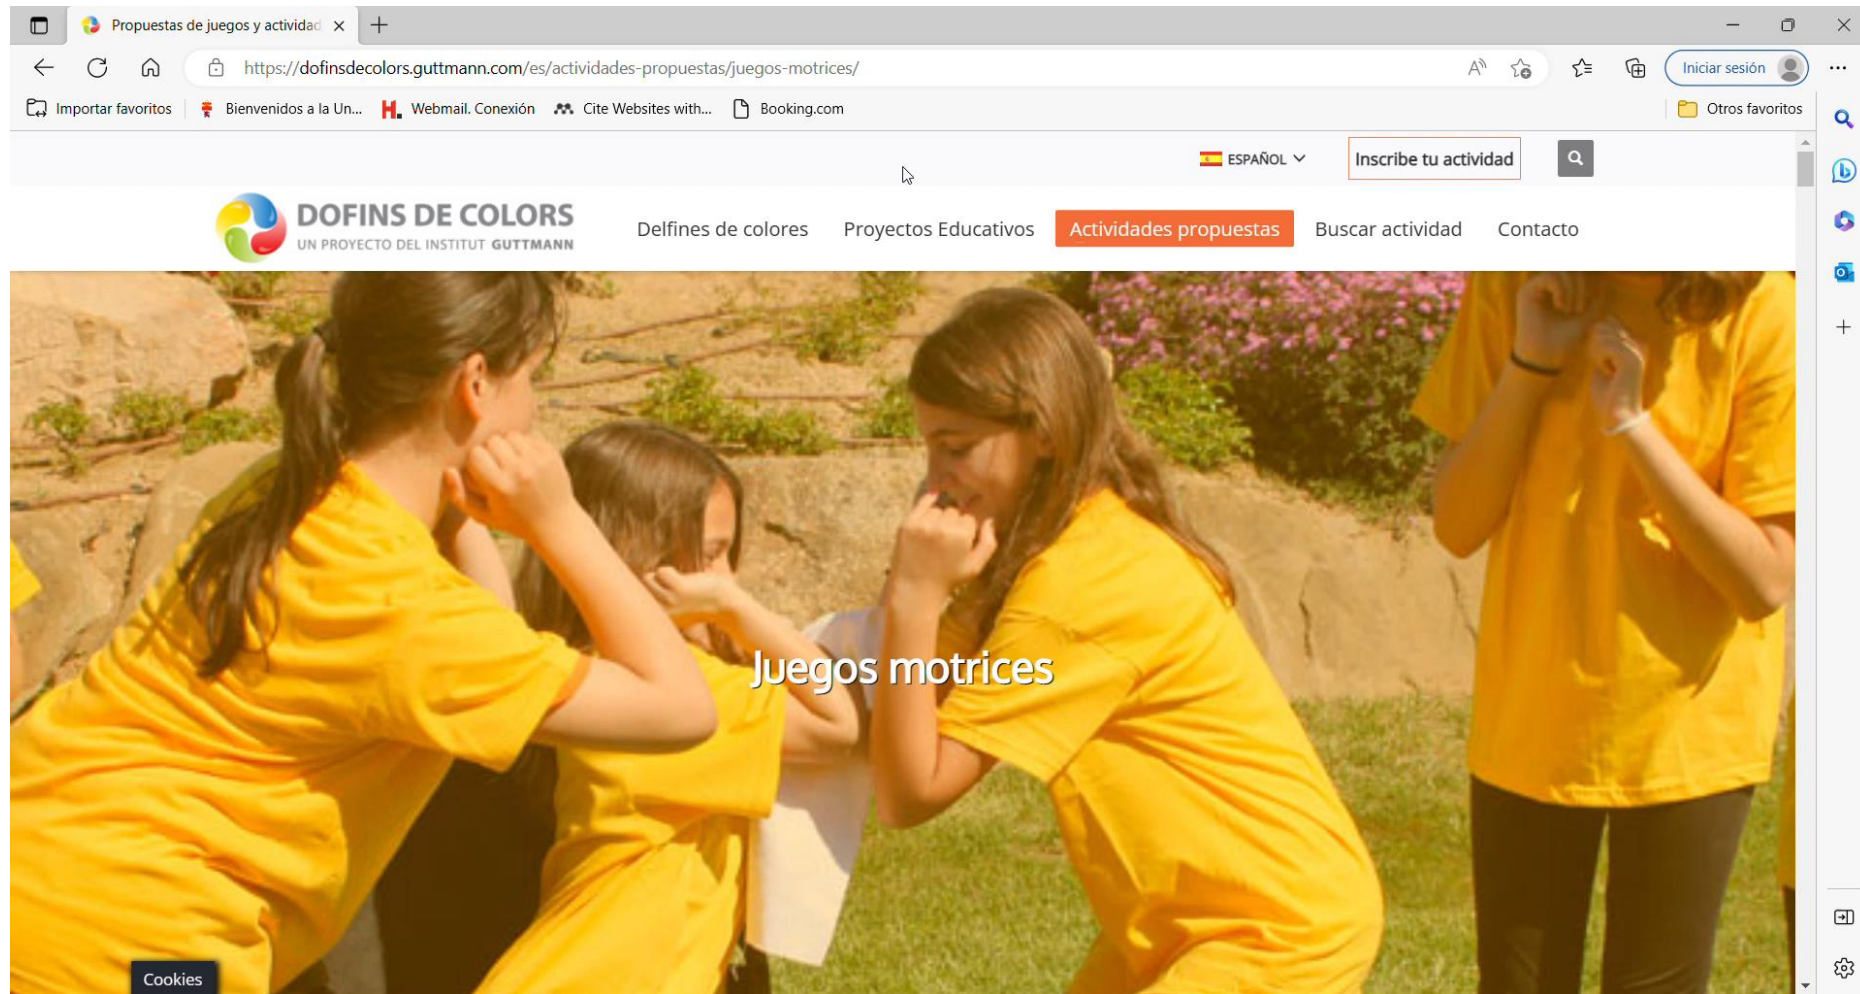 Propuestas de juegos y actividad
https://dofinsdecolors.guttmann.com/es/actividades-propuestas/juegos-motrices/
Iniciar sesión
Importar favoritos
Bienvenidos a la Un...
Webmail. Conexión
Cite Websites with...
Booking.com
Otros favoritos
ESPAÑOL
Inscribe tu actividad
DOFINS DE COLORS
UN PROYECTO DEL INSTITUT GUTTMANN
Delfines de colores
Proyectos Educativos
Actividades propuestas
Buscar actividad
Contacto
Juegos motrices
Cookies